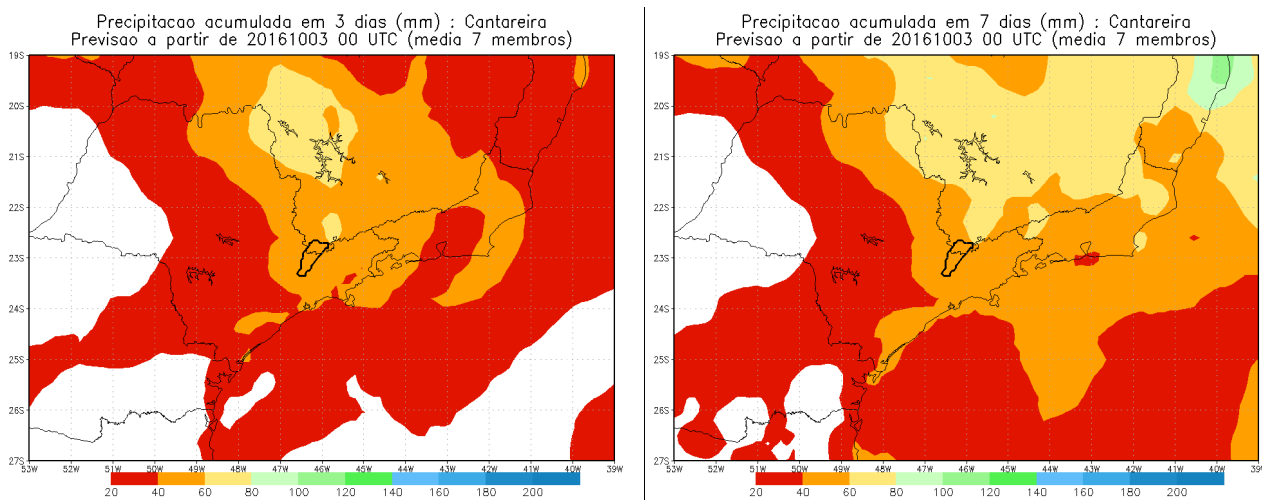 Precipitacao acumulada em 3 dias (mm) : Cantareira
Previsao a partir de 20161003 00 UTC (media 7 membros)
19S
20S
21S
22S
23S
24S
25S
26S
27S
53W 52W 51W 50W 49W 48W 47W 46W 45W 44W 43W 42W 41W 40W 39W
20 40 60 80 100 120 140 160 180 200
Precipitacao acumulada em 7 dias (mm) : Cantareira
Previsao a partir de 20161003 00 UTC (media 7 membros)
19S
20S
21S
22S
23S
24S
25S
26S
27S
53W 52W 51W 50W 49W 48W 47W 46W 45W 44W 43W 42W 41W 40W 39W
20 40 60 80 100 120 140 160 180 200